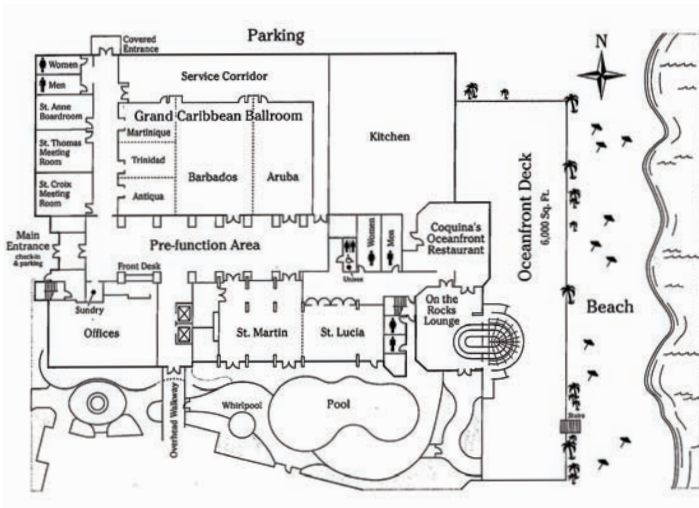 Parking
Covered
Entrance
N
Women
Men
Service Corridor
St. Anne
Boardroom
Grand Caribbean Ballroom
Martinique
Kitchen
St. Thomas
Meeting
Room
Trinidad
Barbados
Aruba
St. Croix
Meeting
Room
Antigua
Oceanfront Deck
6,000 Sq. Ft.
Main
Entrance
check-in
& parking
Pre-function Area
Women
Men
Coquina's
Oceanfront
Restaurant
Front Desk
Unisex
Beach
Sundry
Offices
St. Martin
St. Lucia
On the
Rocks
Lounge
Overhead Walkway
Whirlpool
Pool